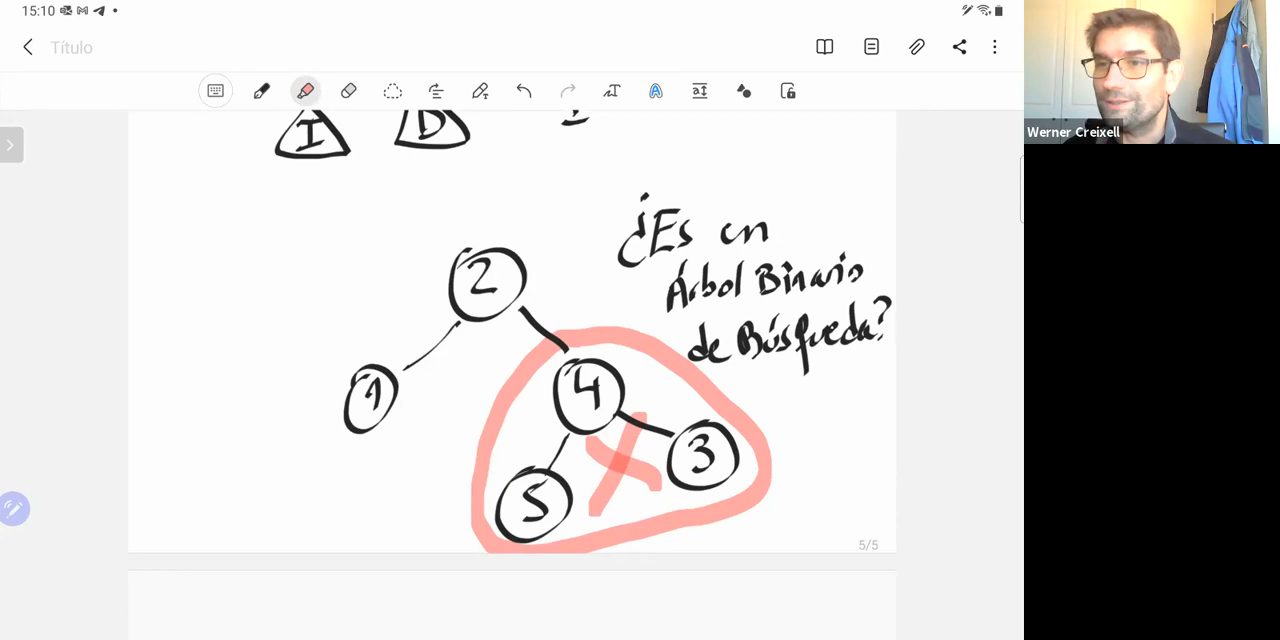 15:10
Título
I D
¿Es un
Árbol Binario
de Búsqueda?
2
1
4
5
3
5/5
Werner Creixell